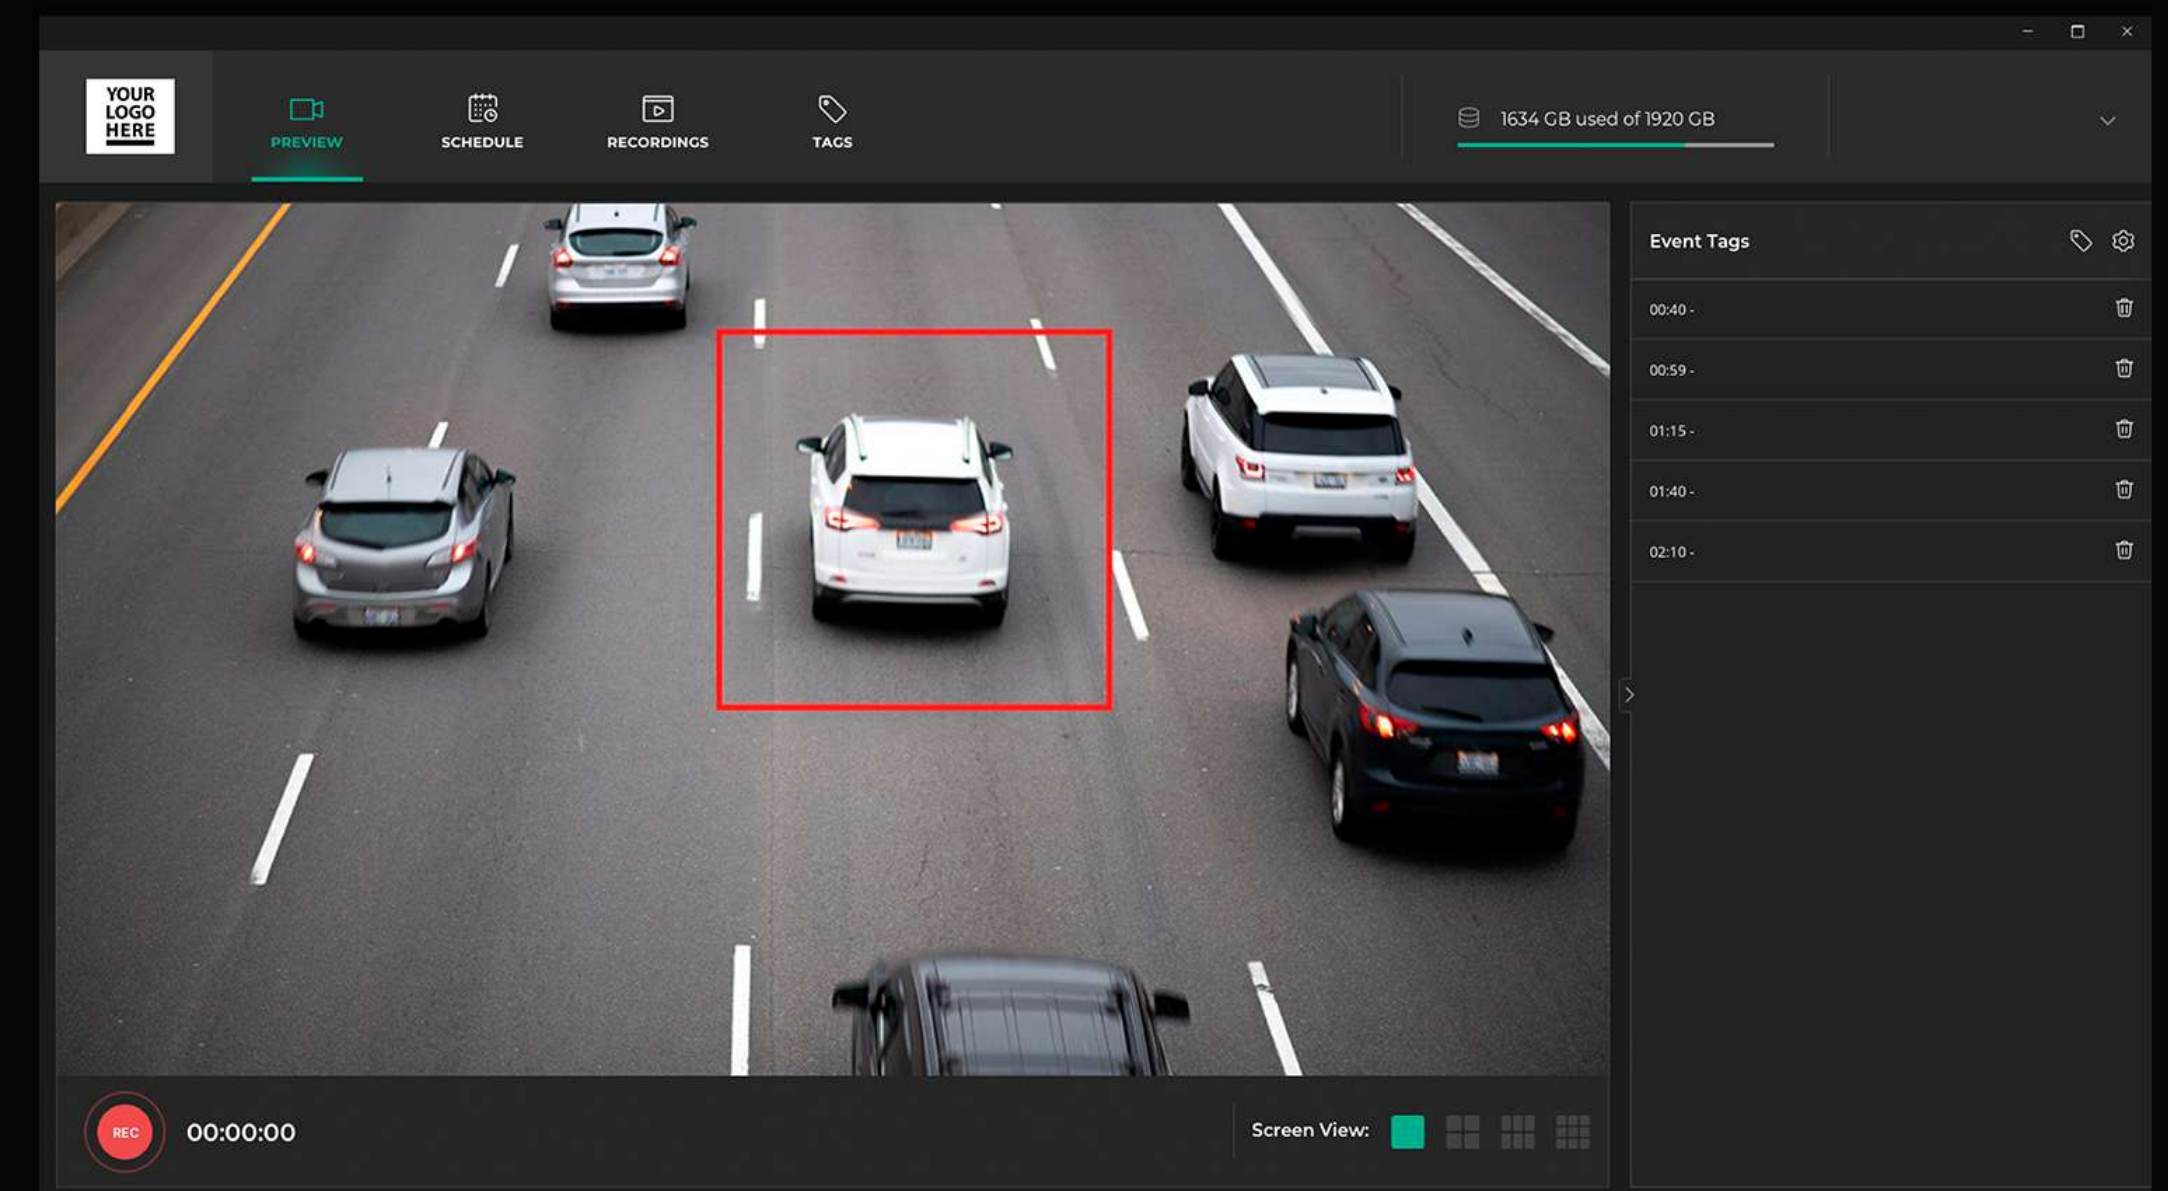 YOUR
LOGO
HERE
PREVIEW
SCHEDULE
RECORDINGS
TAGS
1634 GB used of 1920 GB
Event Tags
00:40 -
00:59 -
01:15 -
01:40 -
02:10 -
REC
00:00:00
Screen View: